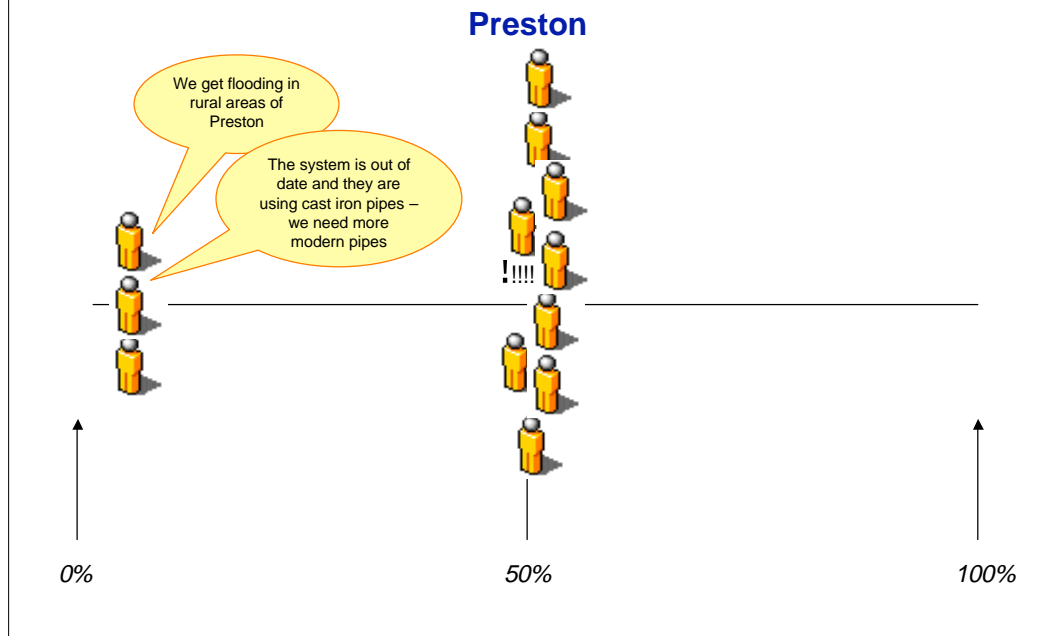 Preston
We get flooding in
rural areas of
Preston
The system is out of
date and they are
using cast iron pipes –
we need more
modern pipes
!!!!!
0%
50%
100%